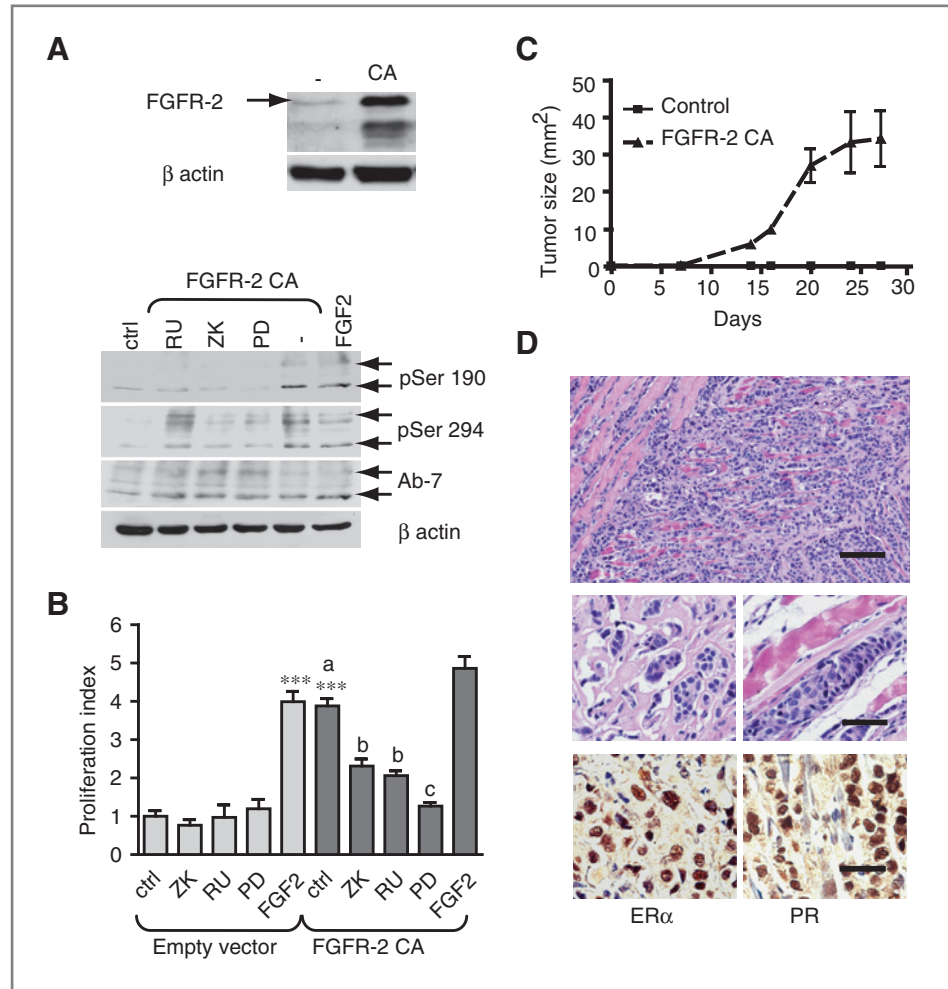 A
- CA
FGFR-2
β actin
FGFR-2 CA
ctrl RU ZK PD - FGF2
pSer 190
pSer 294
Ab-7
β actin
B
Proliferation index
6
5
4
3
2
1
0
*** a *** b b c
ctrl ZK RU PD FGF2 ctrl ZK RU PD FGF2
Empty vector FGFR-2 CA
C
Tumor size (mm²)
50
40
30
20
10
0
Control
FGFR-2 CA
0 5 10 15 20 25 30
Days
D
ERα PR